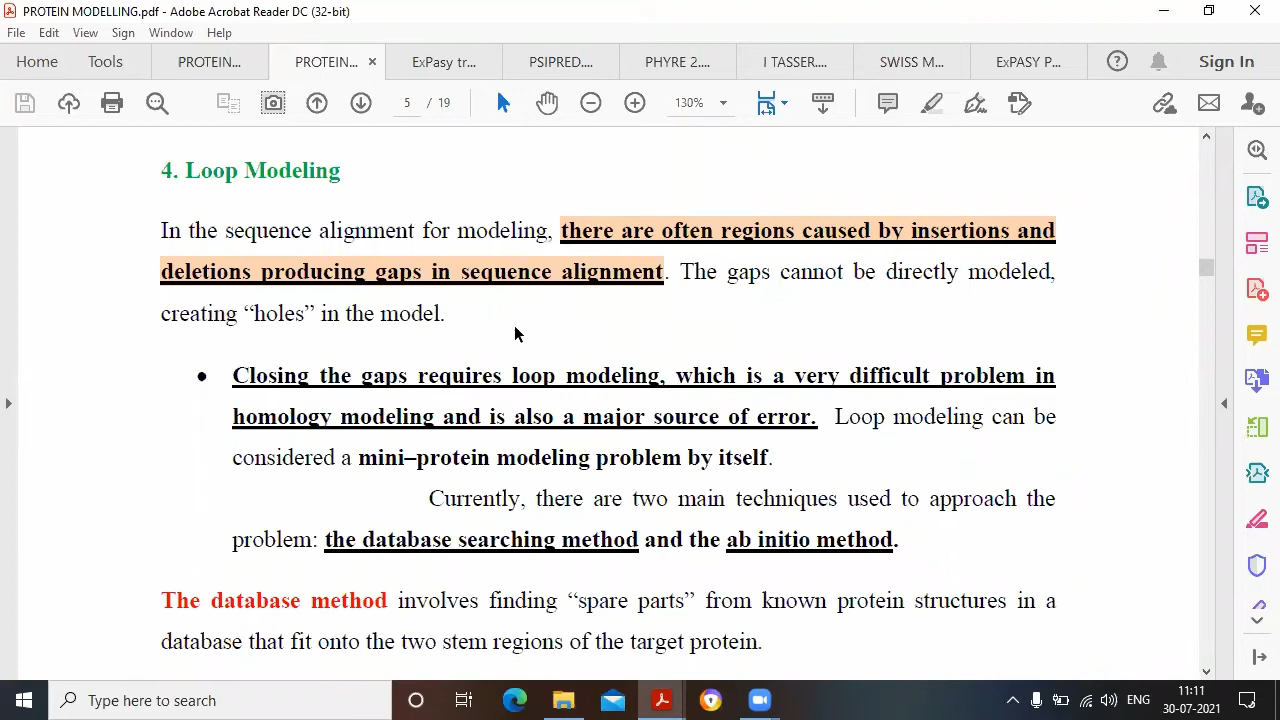 PROTEIN MODELLING.pdf - Adobe Acrobat Reader DC (32-bit)
File Edit View Sign Window Help
Home Tools PROTEIN... PROTEIN... × ExPasy tr... PSIPRED.... PHYRE 2.... I TASSER.... SWISS M... ExPASY P... Sign In
5 / 19 130%
4. Loop Modeling
In the sequence alignment for modeling, there are often regions caused by insertions and
deletions producing gaps in sequence alignment. The gaps cannot be directly modeled,
creating “holes” in the model.
• Closing the gaps requires loop modeling, which is a very difficult problem in
homology modeling and is also a major source of error. Loop modeling can be
considered a mini–protein modeling problem by itself.
Currently, there are two main techniques used to approach the
problem: the database searching method and the ab initio method.
The database method involves finding “spare parts” from known protein structures in a
database that fit onto the two stem regions of the target protein.
Type here to search
ENG
11:11
30-07-2021